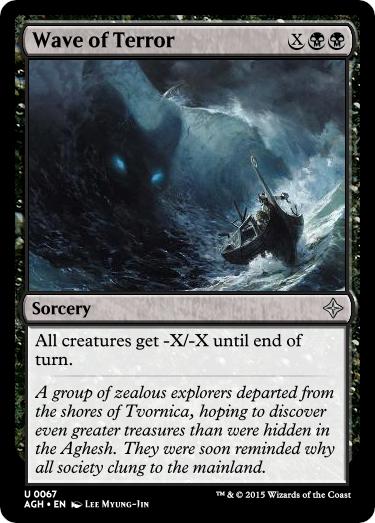 Wave of Terror X
Sorcery
All creatures get -X/-X until end of
turn.
A group of zealous explorers departed from
the shores of Tvornica, hoping to discover
even greater treasures than were hidden in
the Aghesh. They were soon reminded why
all society clung to the mainland.
U 0067
AGH • EN LEE MYUNG-JIN
™ & © 2015 Wizards of the Coast